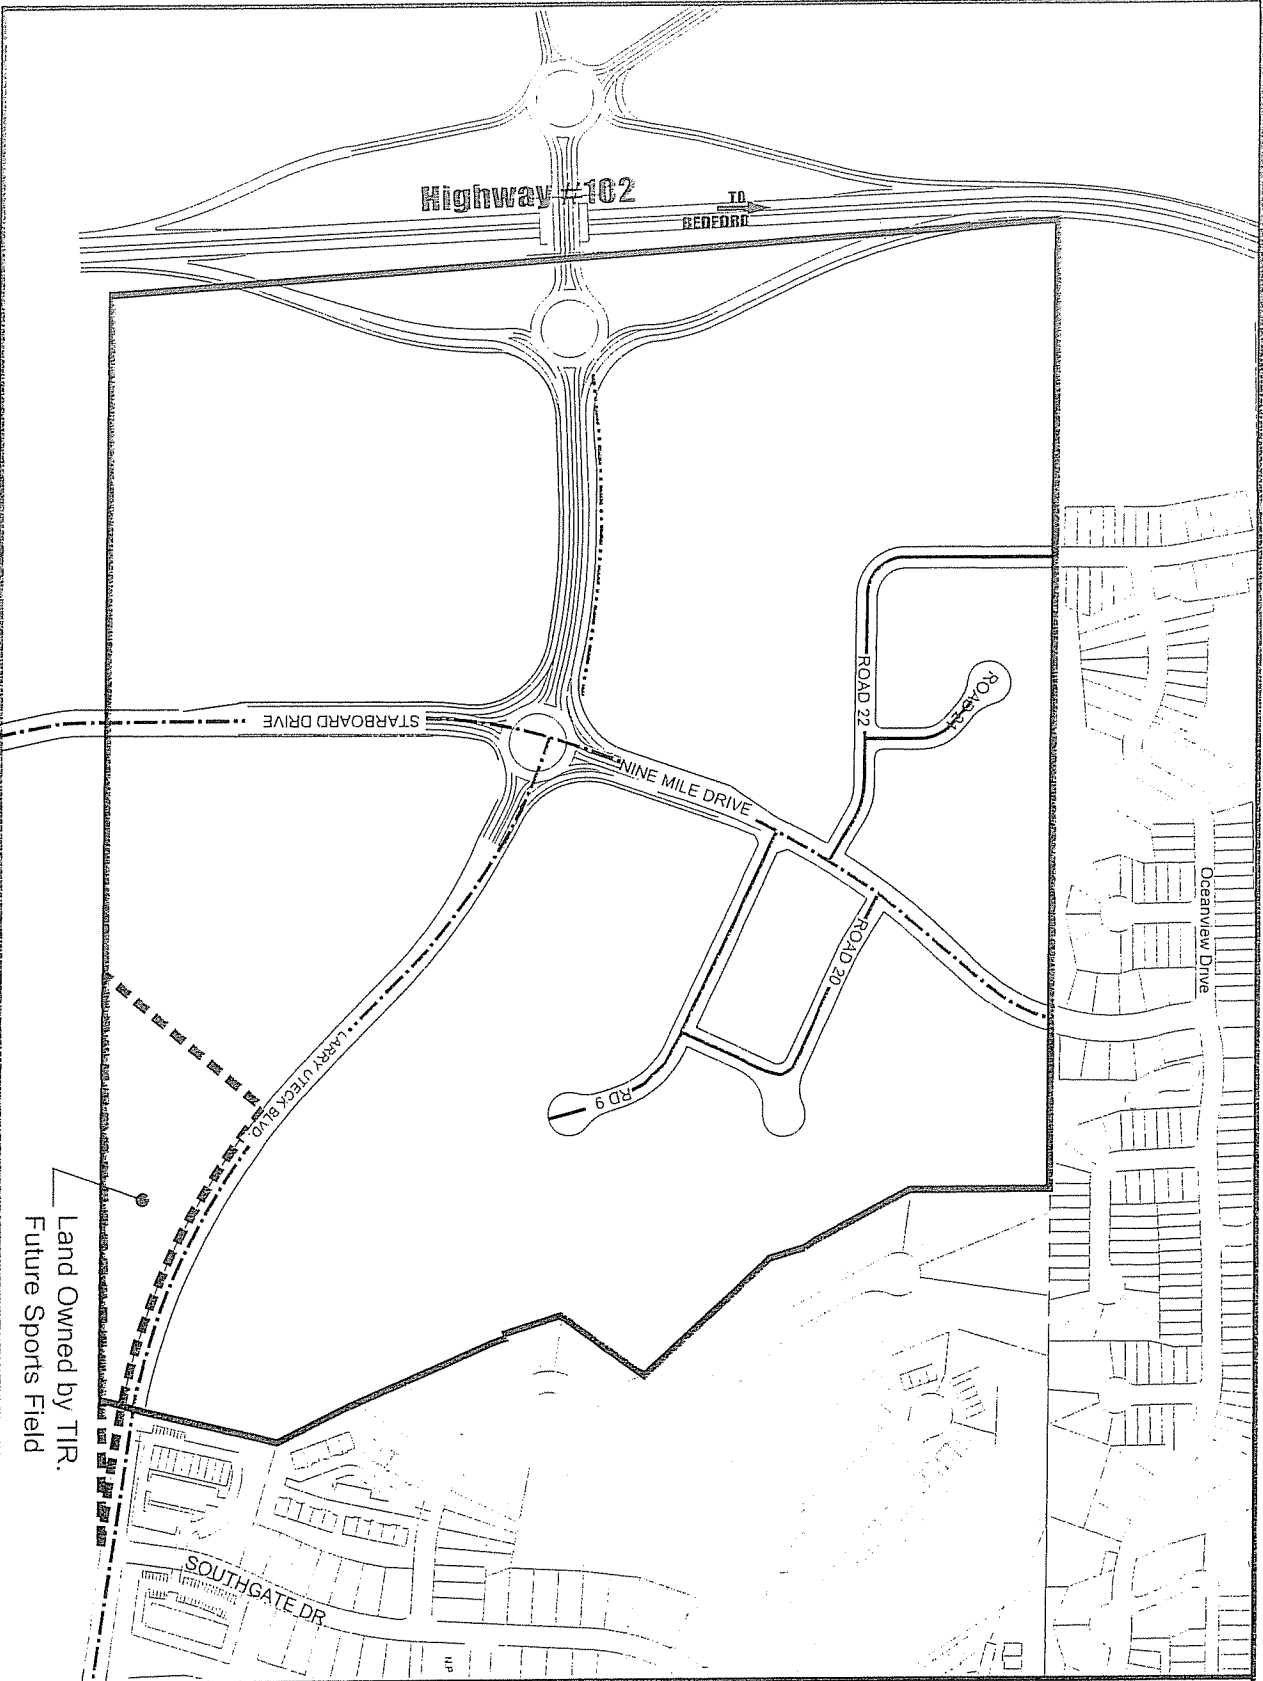 Highway #102
TO
BEDFORD
ROAD 22
ROAD 21
STARBOARD DRIVE
NINE MILE DRIVE
Oceanview Drive
ROAD 20
RD 9
LARRY UTECK BLVD.
Land Owned by TIR.
Future Sports Field
SOUTHGATE DR
N.P